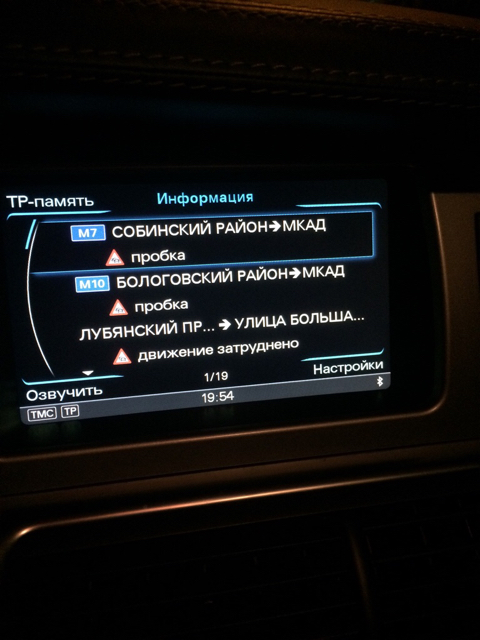 TP-память
Информация
M7 СОБИНСКИЙ РАЙОН→МКАД
пробка
M10 БОЛОГОВСКИЙ РАЙОН→МКАД
пробка
ЛУБЯНСКИЙ ПР... → УЛИЦА БОЛЬША...
движение затруднено
Озвучить
1/19
Настройки
TMC TP
19:54